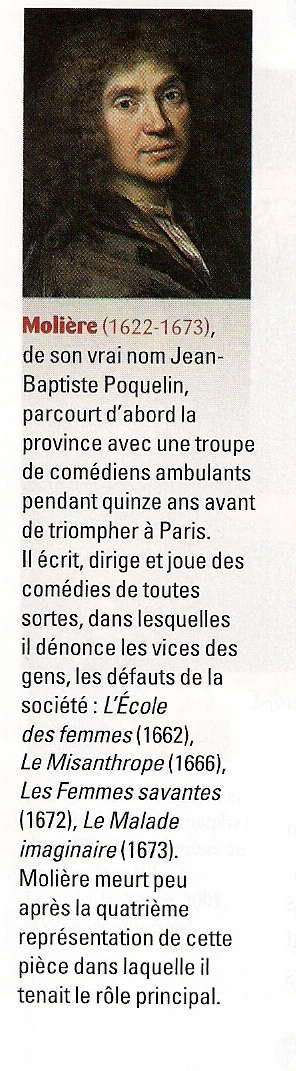 Molière (1622-1673),
de son vrai nom Jean-
Baptiste Poquelin,
parcourt d'abord la
province avec une troupe
de comédiens ambulants
pendant quinze ans avant
de triompher à Paris.
Il écrit, dirige et joue des
comédies de toutes
sortes, dans lesquelles
il dénonce les vices des
gens, les défauts de la
société : L'École
des femmes (1662),
Le Misanthrope (1666),
Les Femmes savantes
(1672), Le Malade
imaginaire (1673).
Molière meurt peu
après la quatrième
représentation de cette
pièce dans laquelle il
tenait le rôle principal.